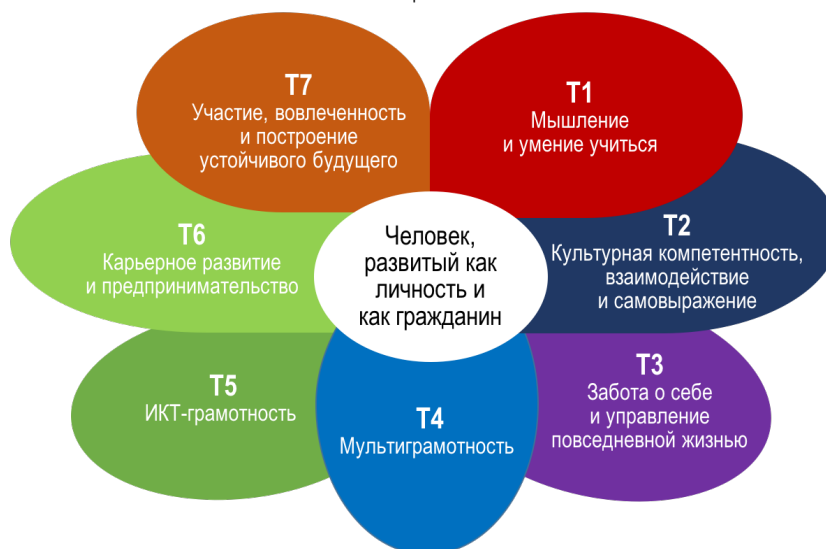 T7
Участие, вовлеченность
и построение
устойчивого будущего
T1
Мышление
и умение учиться
T6
Карьерное развитие
и предпринимательство
Человек,
развитый как
личность и
как гражданин
T2
Культурная компетентность,
взаимодействие
и самовыражение
T5
ИКТ-грамотность
T4
Мультиграмотность
T3
Забота о себе
и управление
повседневной жизнью